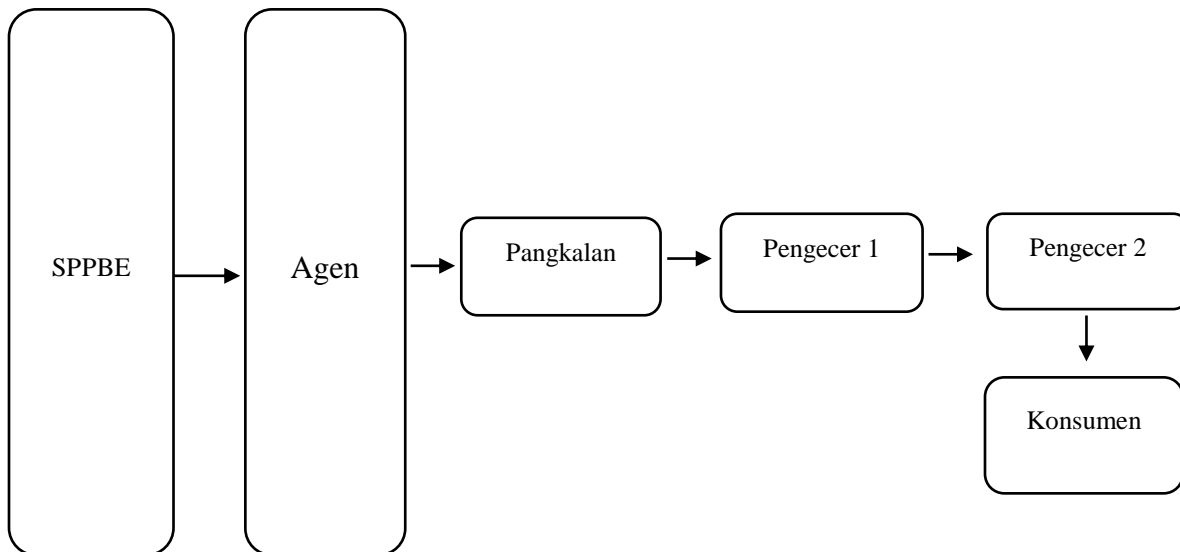 SPPBE
Agen
Pangkalan
Pengecer 1
Pengecer 2
Konsumen